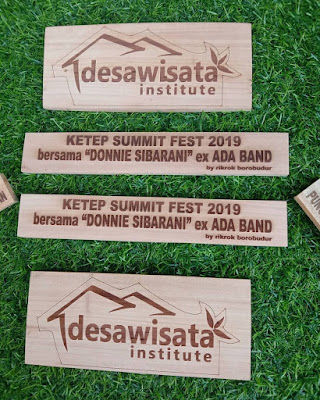 desawisata
institute
KETEP SUMMIT FEST 2019
bersama "DONNIE SIBARANI" ex ADA BAND
by rikrok borobudur
KETEP SUMMIT FEST 2019
bersama "DONNIE SIBARANI" ex ADA BAND
by rikrok borobudur
desawisata
institute